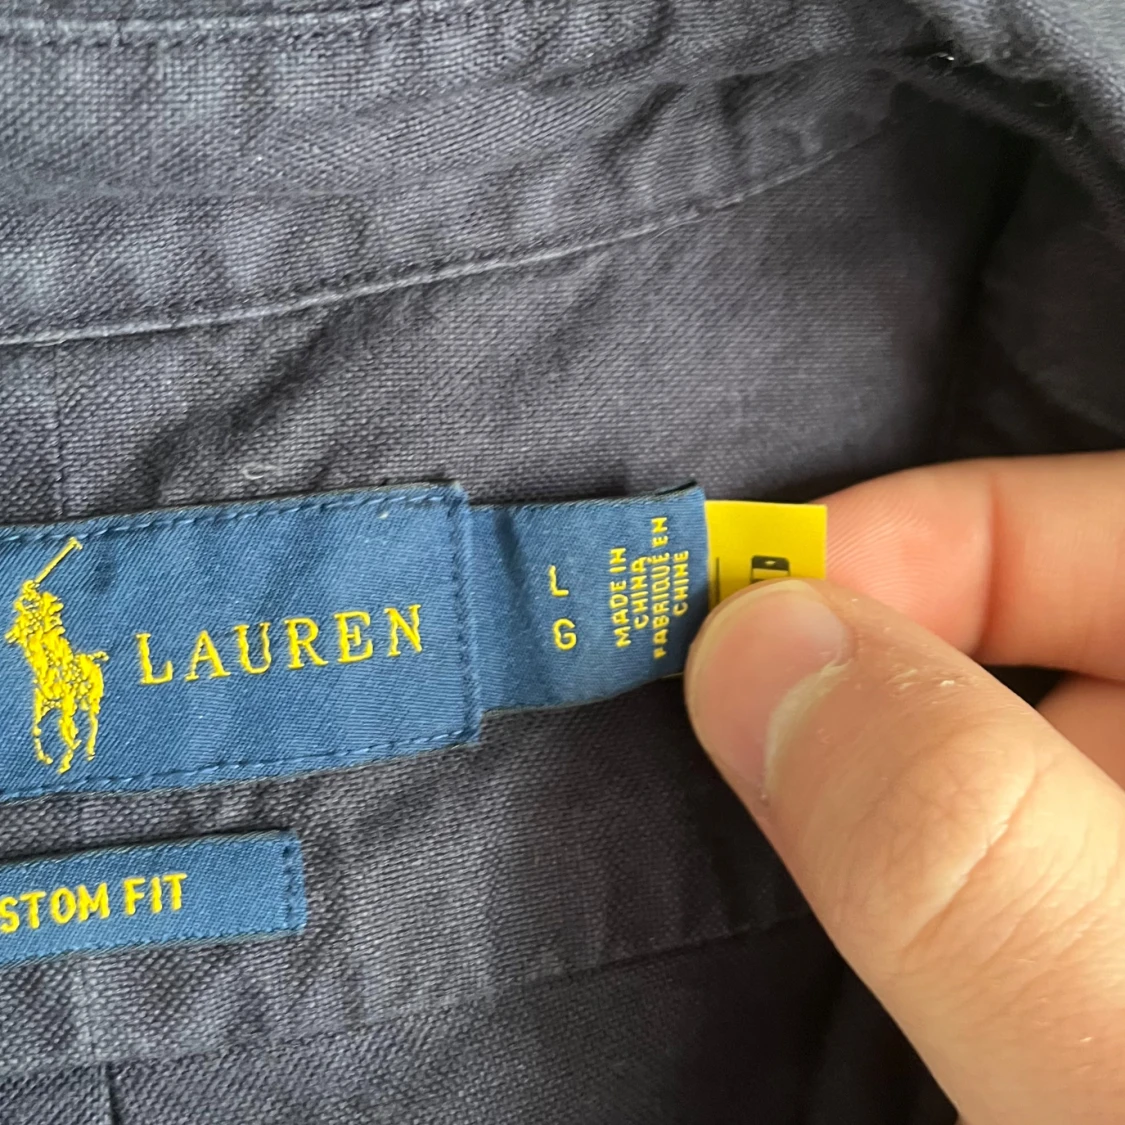 LAUREN
L
G
MADE IN
CHINA
FABRIQUÉ EN
CHINE
STOM FIT